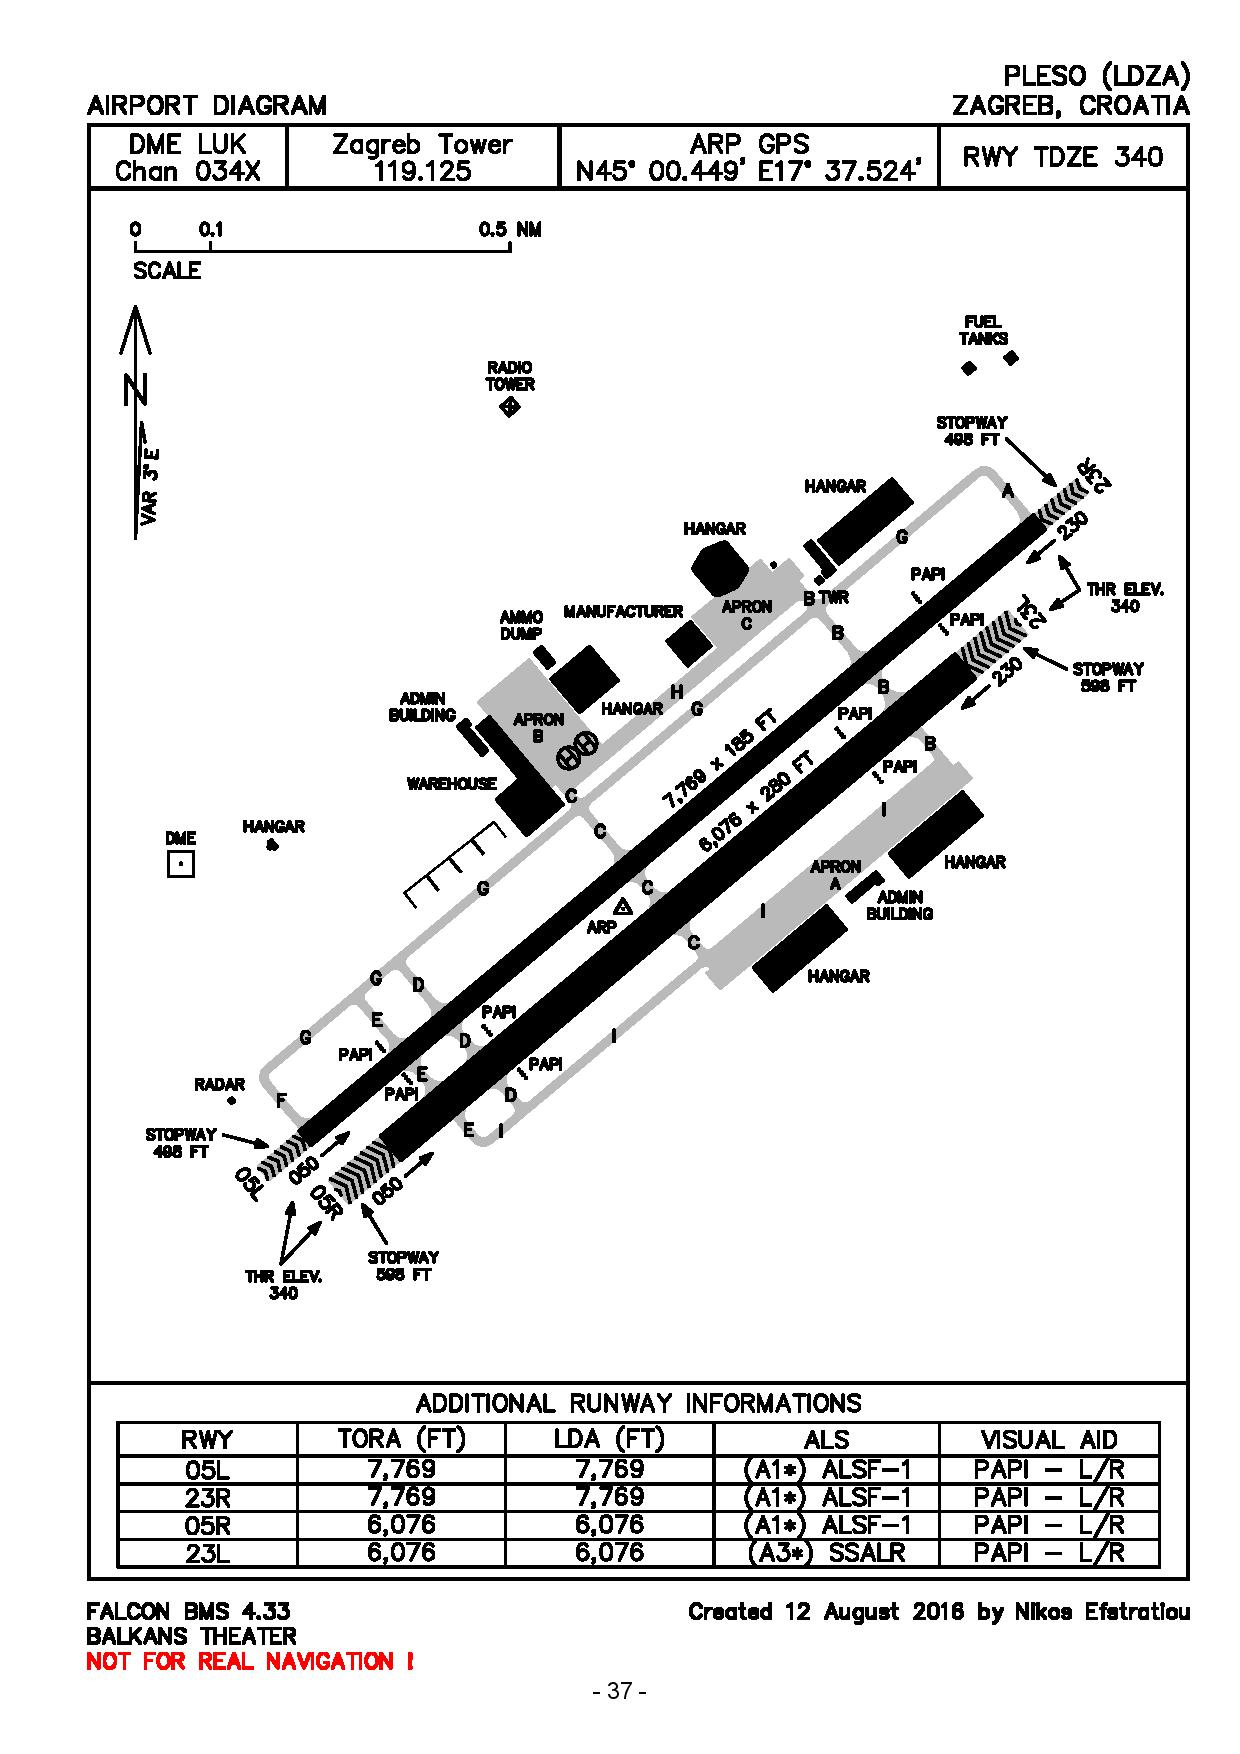 PLESO (LDZA)
AIRPORT DIAGRAM
ZAGREB, CROATIA
DME LUK
Chan 034X
Zagreb Tower
119.125
ARP GPS
N45° 00.449' E17° 37.524'
RWY TDZE 340
0 0.1 0.5 NM
SCALE
N
VAR 3°E
FUEL
TANKS
RADIO
TOWER
STOPWAY
498 FT
23R
A
HANGAR
HANGAR
G
230
PAPI
THR ELEV.
340
B TWR
APRON
C
MANUFACTURER
AMMO
DUMP
PAPI
23L
B
STOPWAY
598 FT
230
B
H
HANGAR
G
ADMIN
BUILDING
APRON
B
H
H
PAPI
7,769 x 185 FT
B
PAPI
6,076 x 280 FT
WAREHOUSE
C
I
C
HANGAR
DME
HANGAR
APRON
A
G
C
ADMIN
BUILDING
I
ARP
C
HANGAR
G
D
E
PAPI
G
D
I
PAPI
PAPI
E
RADAR
PAPI
D
F
E
I
STOPWAY
498 FT
05L
050
05R
050
STOPWAY
598 FT
THR ELEV.
340
ADDITIONAL RUNWAY INFORMATIONS
RWY TORA (FT) LDA (FT) ALS VISUAL AID
05L 7,769 7,769 (A1*) ALSF-1 PAPI - L/R
23R 7,769 7,769 (A1*) ALSF-1 PAPI - L/R
05R 6,076 6,076 (A1*) ALSF-1 PAPI - L/R
23L 6,076 6,076 (A3*) SSALR PAPI - L/R
FALCON BMS 4.33
Created 12 August 2016 by Nikos Efstratiou
BALKANS THEATER
NOT FOR REAL NAVIGATION !
- 37 -